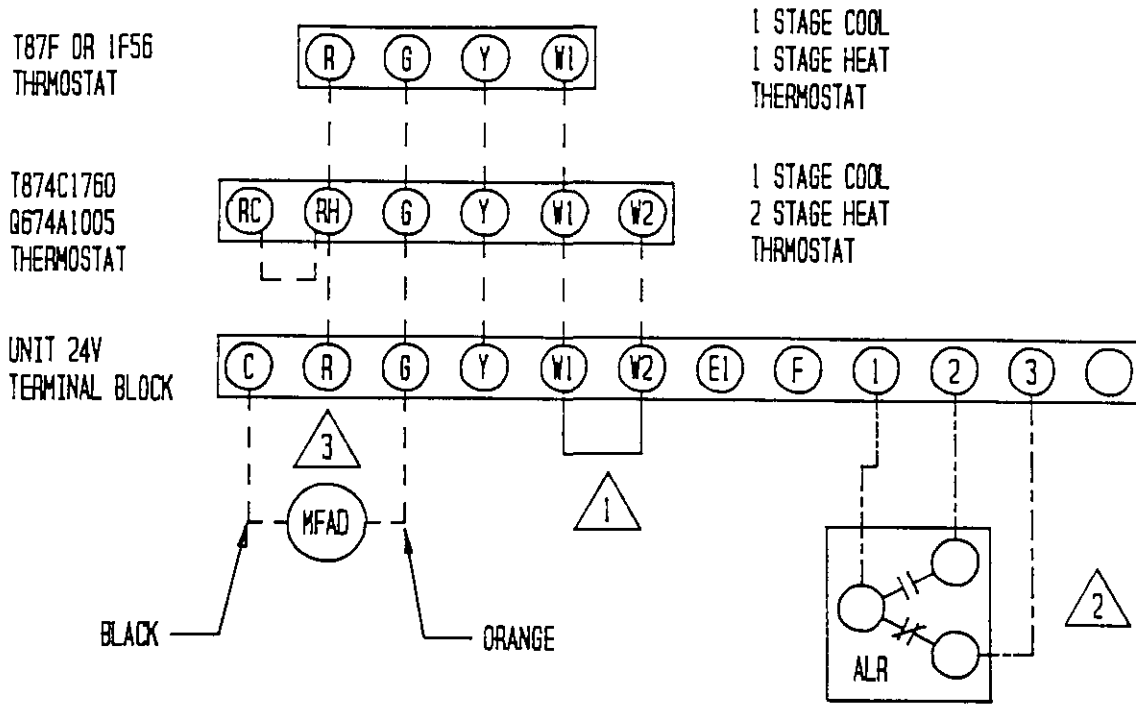 T87F OR 1F56
THRMOSTAT
R G Y W1
1 STAGE COOL
1 STAGE HEAT
THERMOSTAT
T874C1760
Q674A1005
THERMOSTAT
RC RH G Y W1 W2
1 STAGE COOL
2 STAGE HEAT
THRMOSTAT
UNIT 24V
TERMINAL BLOCK
C R G Y W1 W2 E1 F 1 2 3
3
1
MFAD
2
BLACK
ORANGE
ALR